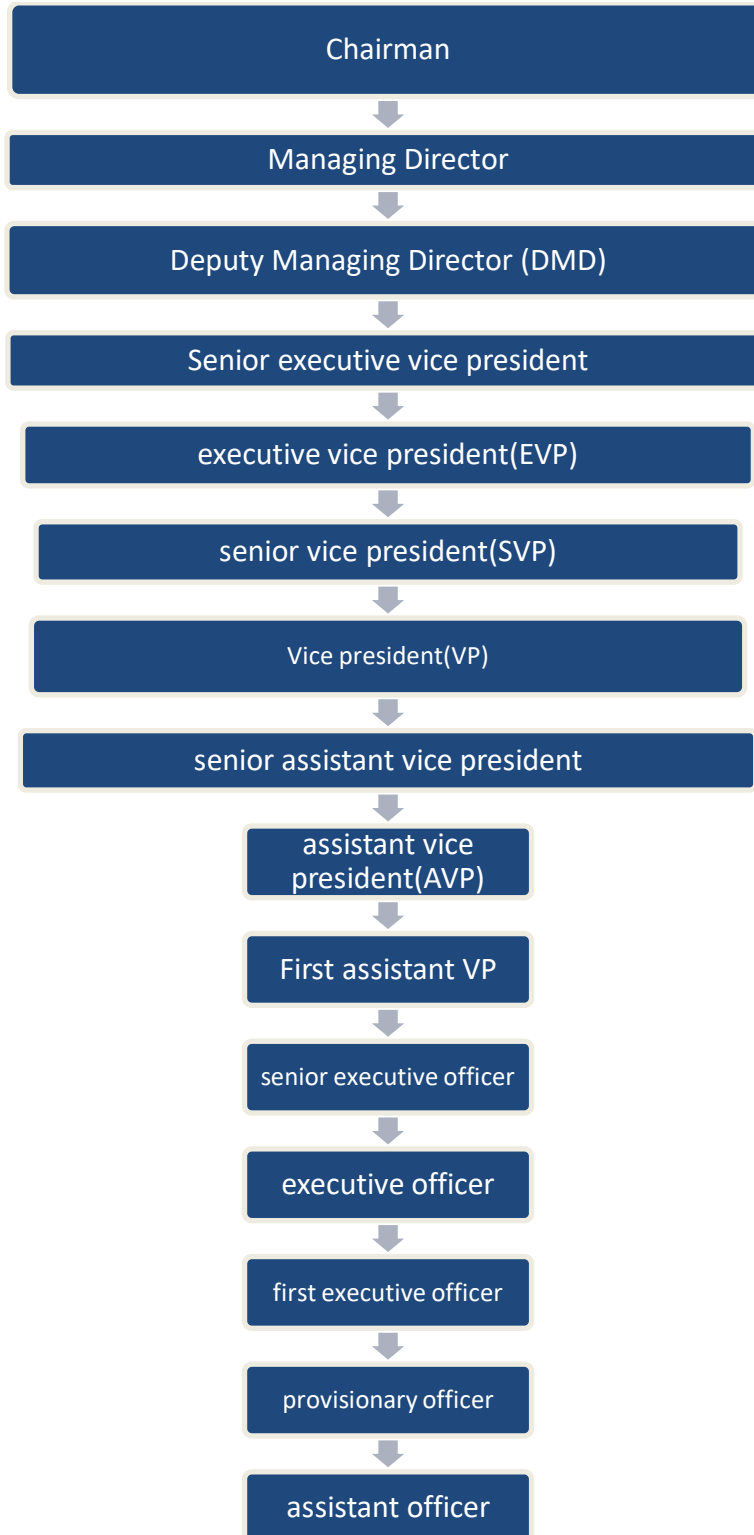 Chairman
Managing Director
Deputy Managing Director (DMD)
Senior executive vice president
executive vice president(EVP)
senior vice president(SVP)
Vice president(VP)
senior assistant vice president
assistant vice
president(AVP)
First assistant VP
senior executive officer
executive officer
first executive officer
provisionary officer
assistant officer